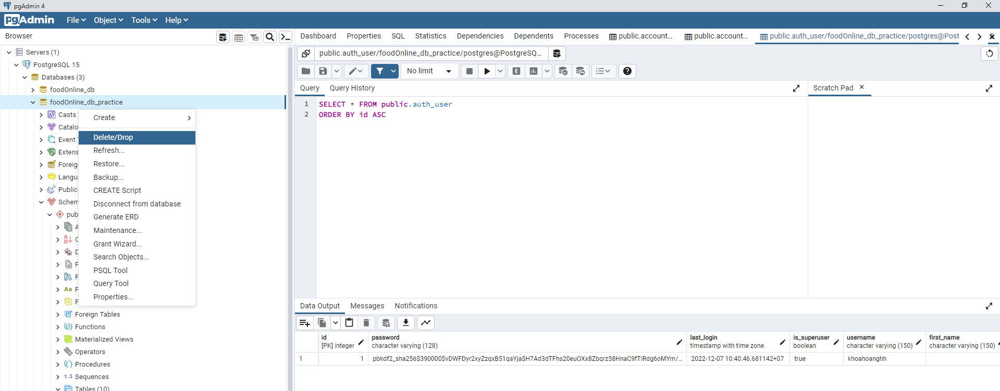 pgAdmin 4
pgAdmin File Object Tools Help
Browser
Servers (1)
PostgreSQL 15
Databases (3)
foodOnline_db
foodOnline_db_practice
Casts
Catalo
Event
Extens
Foreig
Langua
Public
Schem
pub
Aa
Foreign Tables
Functions
Materialized Views
Operators
Procedures
1..3 Sequences
Tables (10)
Create
Delete/Drop
Refresh...
Restore...
Backup...
CREATE Script
Disconnect from database
Generate ERD
Maintenance...
Grant Wizard...
Search Objects...
PSQL Tool
Query Tool
Properties...
Dashboard Properties SQL Statistics Dependencies Dependents Processes public.account... public.account... public.auth_user/foodOnline_db_practice/postgres@Post
public.auth_user/foodOnline_db_practice/postgres@PostgreSQ...
No limit E
Query Query History
1 SELECT * FROM public.auth_user
2 ORDER BY id ASC
Scratch Pad
Data Output Messages Notifications
id password last_login is_superuser username first_name
[PK] integer character varying (128) timestamp with time zone boolean character varying (150) character varying (150)
1 1 pbkdf2_sha256$390000$vDWFDyr2xyZzqxB51qaYja$H7Ad3dTFhs20euOXx8Zbqrz58HnaC9fTiRdg6oMYm/... 2022-12-07 10:40:46.681142+07 true khoahoanghh